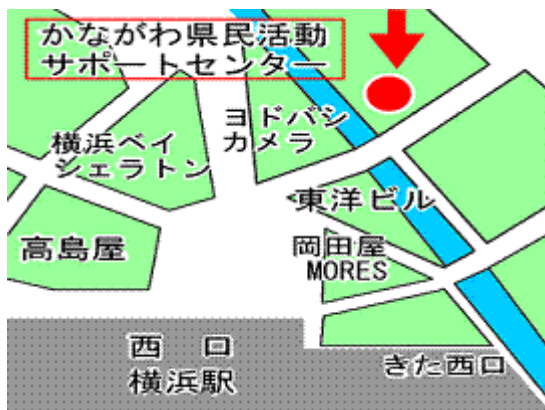 かながわ県民活動
サポートセンター
ヨドバシ
カメラ
横浜ベイ
シェラトン
東洋ビル
高島屋
岡田屋
MORES
西口
横浜駅
きた西口